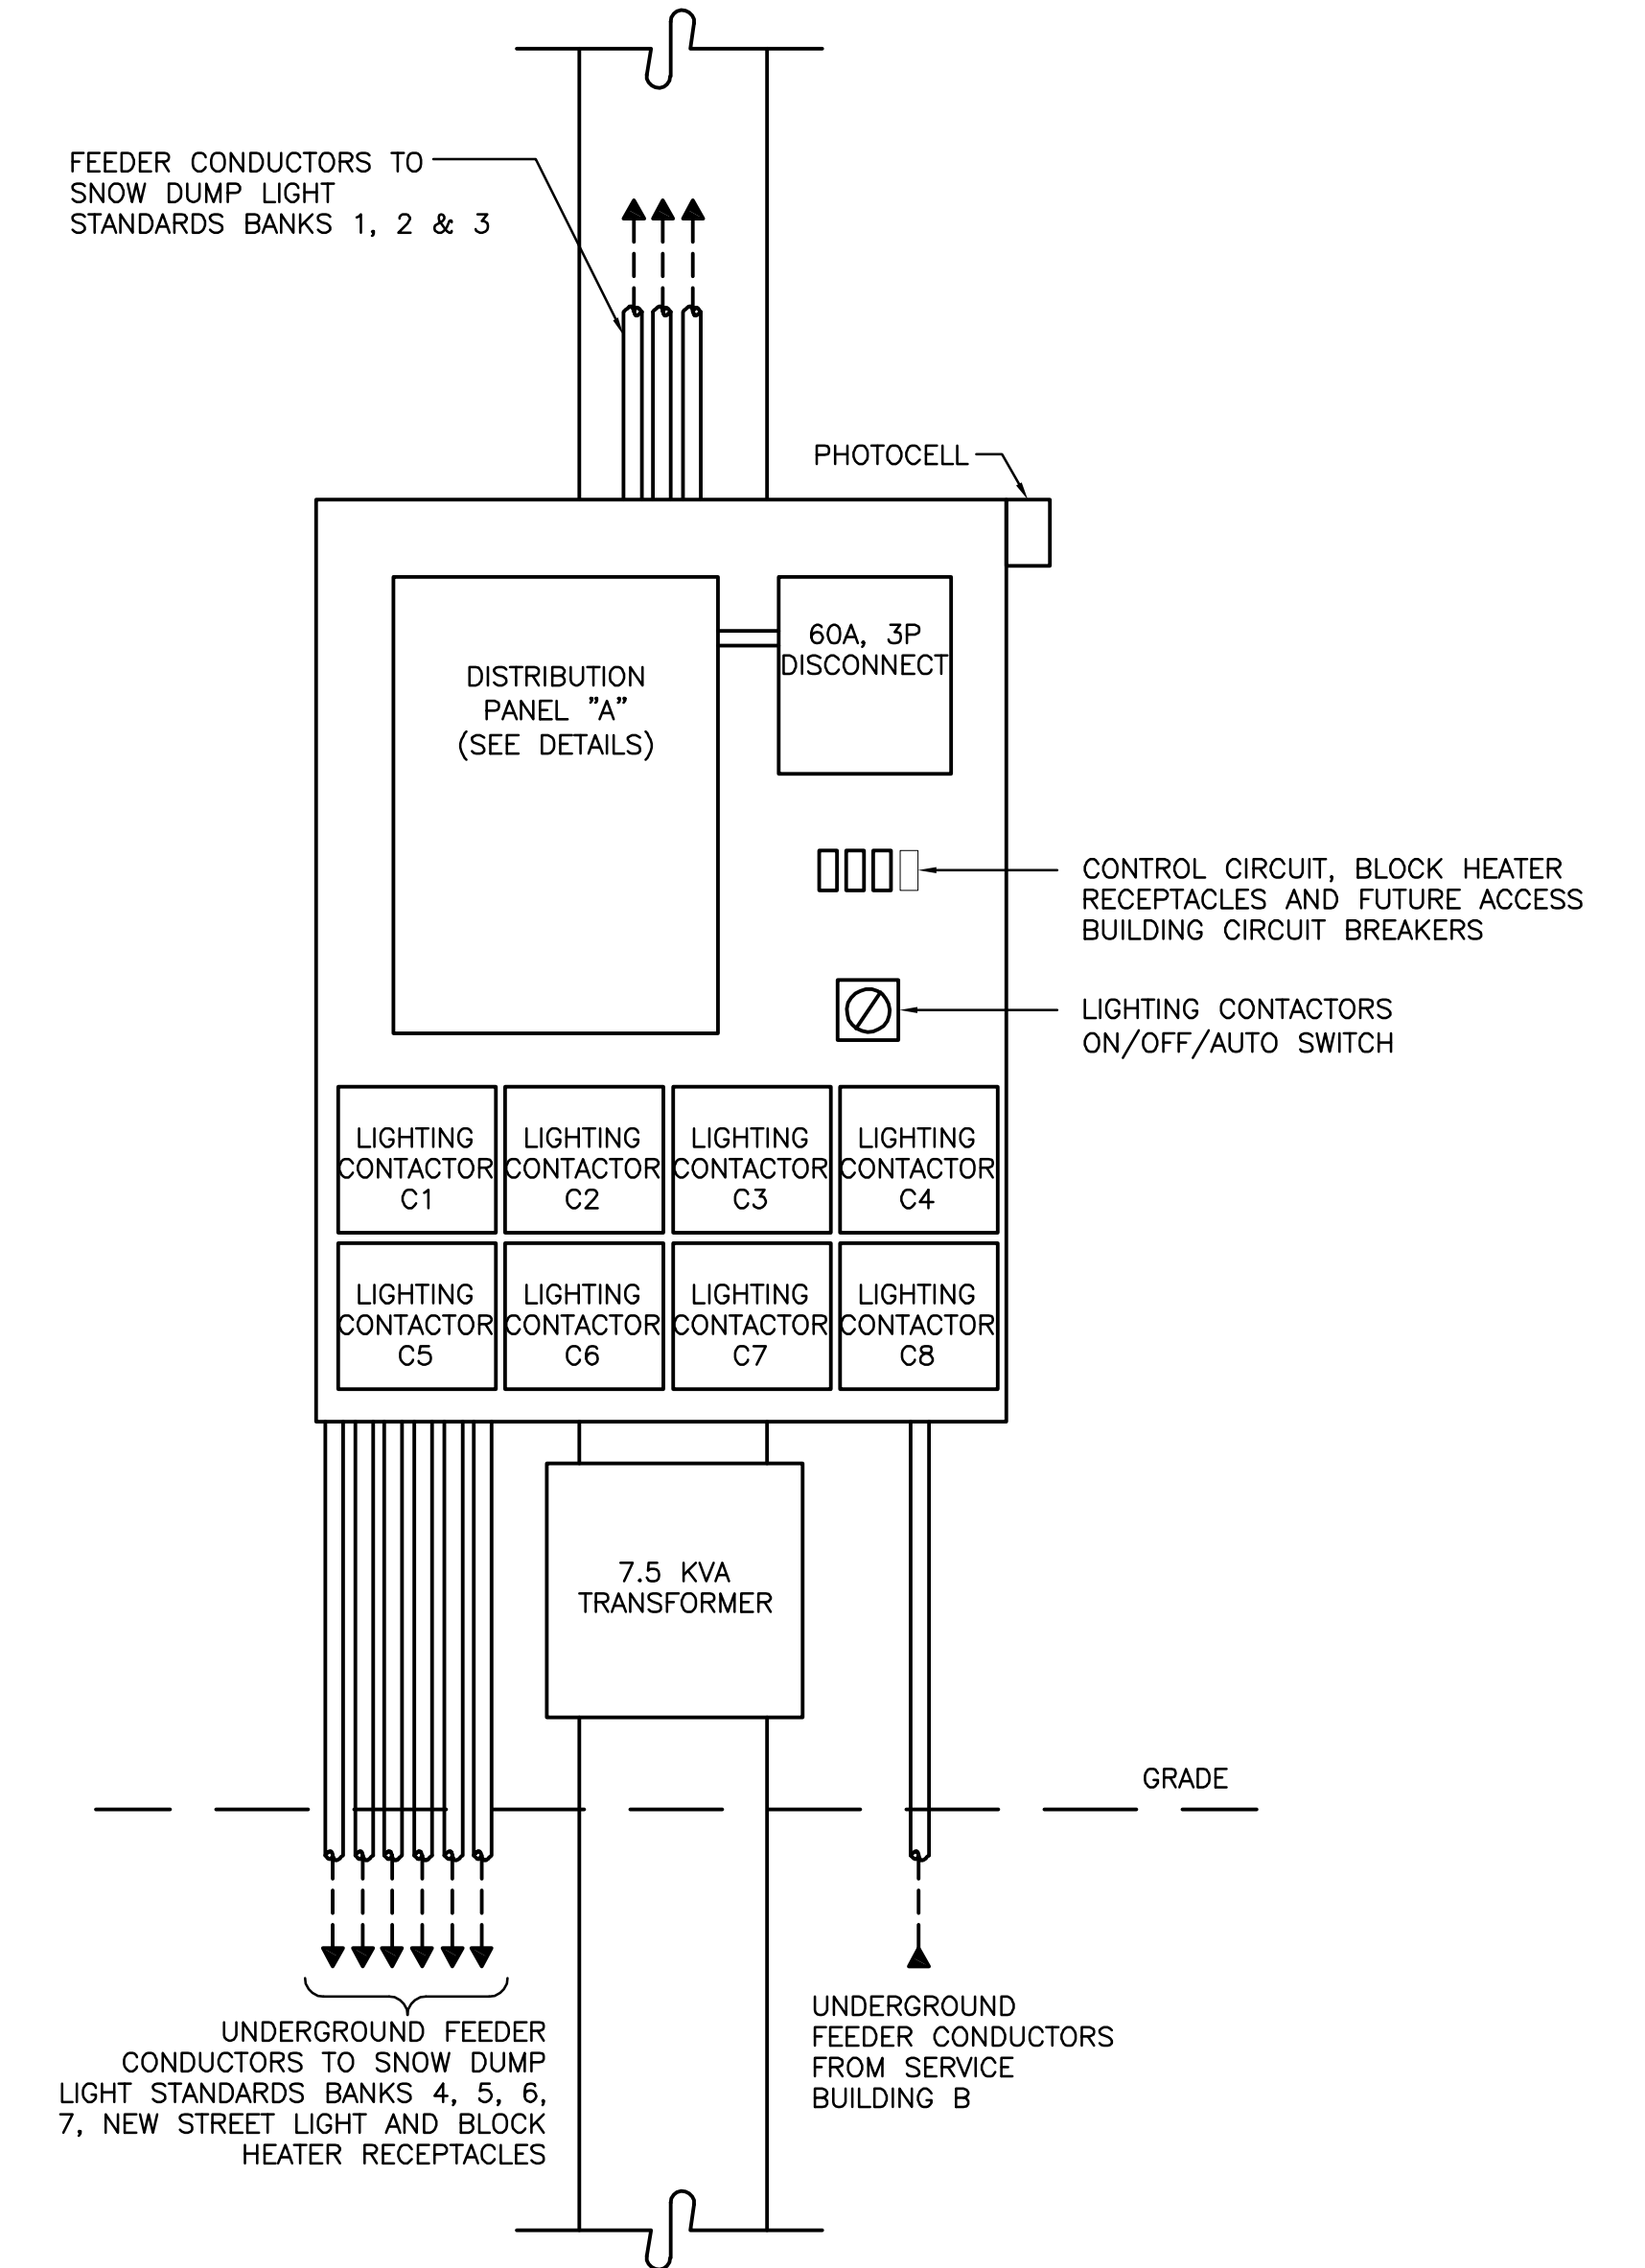 FEEDER CONDUCTORS TO
SNOW DUMP LIGHT
STANDARDS BANKS 1, 2 & 3
PHOTOCELL
60A, 3P
DISCONNECT
DISTRIBUTION
PANEL "A"
(SEE DETAILS)
CONTROL CIRCUIT, BLOCK HEATER
RECEPTACLES AND FUTURE ACCESS
BUILDING CIRCUIT BREAKERS
LIGHTING CONTACTORS
ON/OFF/AUTO SWITCH
LIGHTING
CONTACTOR
C1
LIGHTING
CONTACTOR
C2
LIGHTING
CONTACTOR
C3
LIGHTING
CONTACTOR
C4
LIGHTING
CONTACTOR
C5
LIGHTING
CONTACTOR
C6
LIGHTING
CONTACTOR
C7
LIGHTING
CONTACTOR
C8
7.5 KVA
TRANSFORMER
GRADE
UNDERGROUND FEEDER
CONDUCTORS TO SNOW DUMP
LIGHT STANDARDS BANKS 4, 5, 6,
7, NEW STREET LIGHT AND BLOCK
HEATER RECEPTACLES
UNDERGROUND
FEEDER CONDUCTORS
FROM SERVICE
BUILDING B